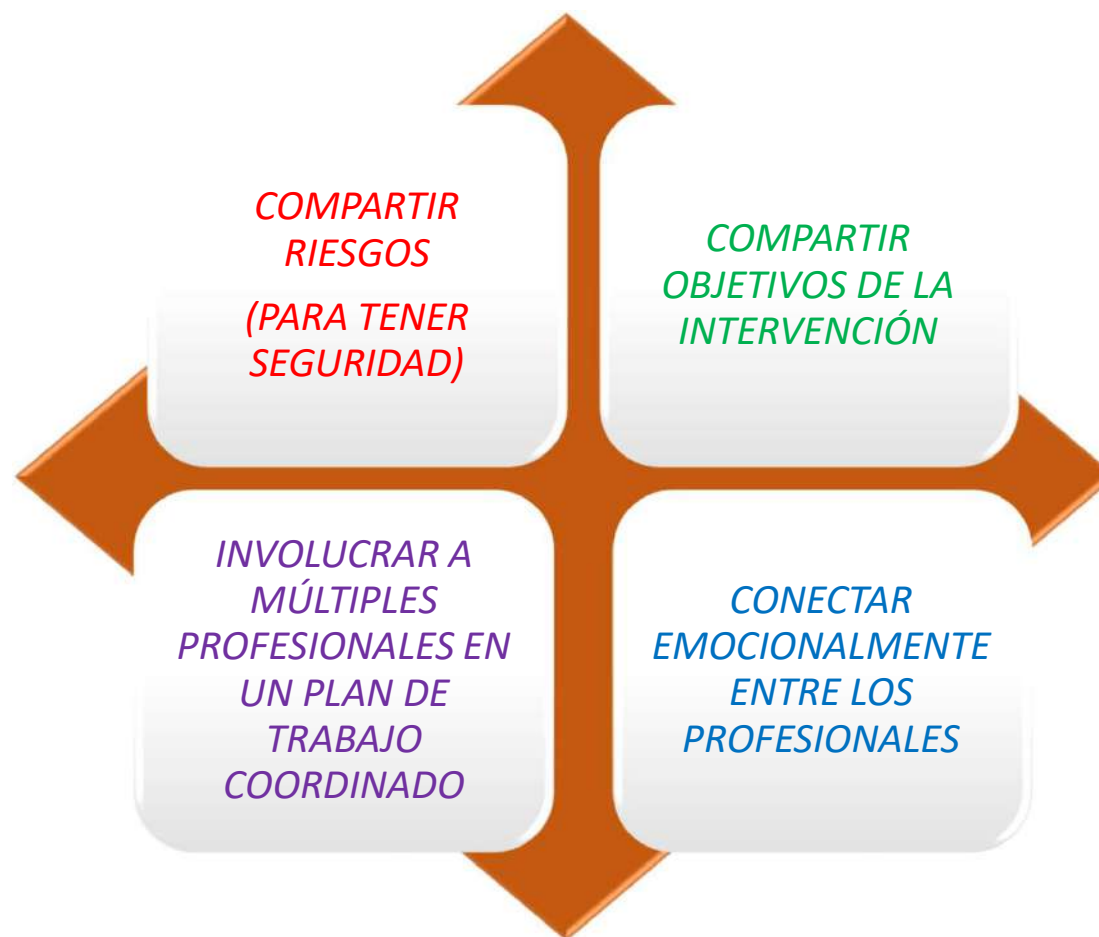 COMPARTIR
RIESGOS
(PARA TENER
SEGURIDAD)
COMPARTIR
OBJETIVOS DE LA
INTERVENCIÓN
INVOLUCRAR A
MÚLTIPLES
PROFESIONALES EN
UN PLAN DE
TRABAJO
COORDINADO
CONECTAR
EMOCIONALMENTE
ENTRE LOS
PROFESIONALES